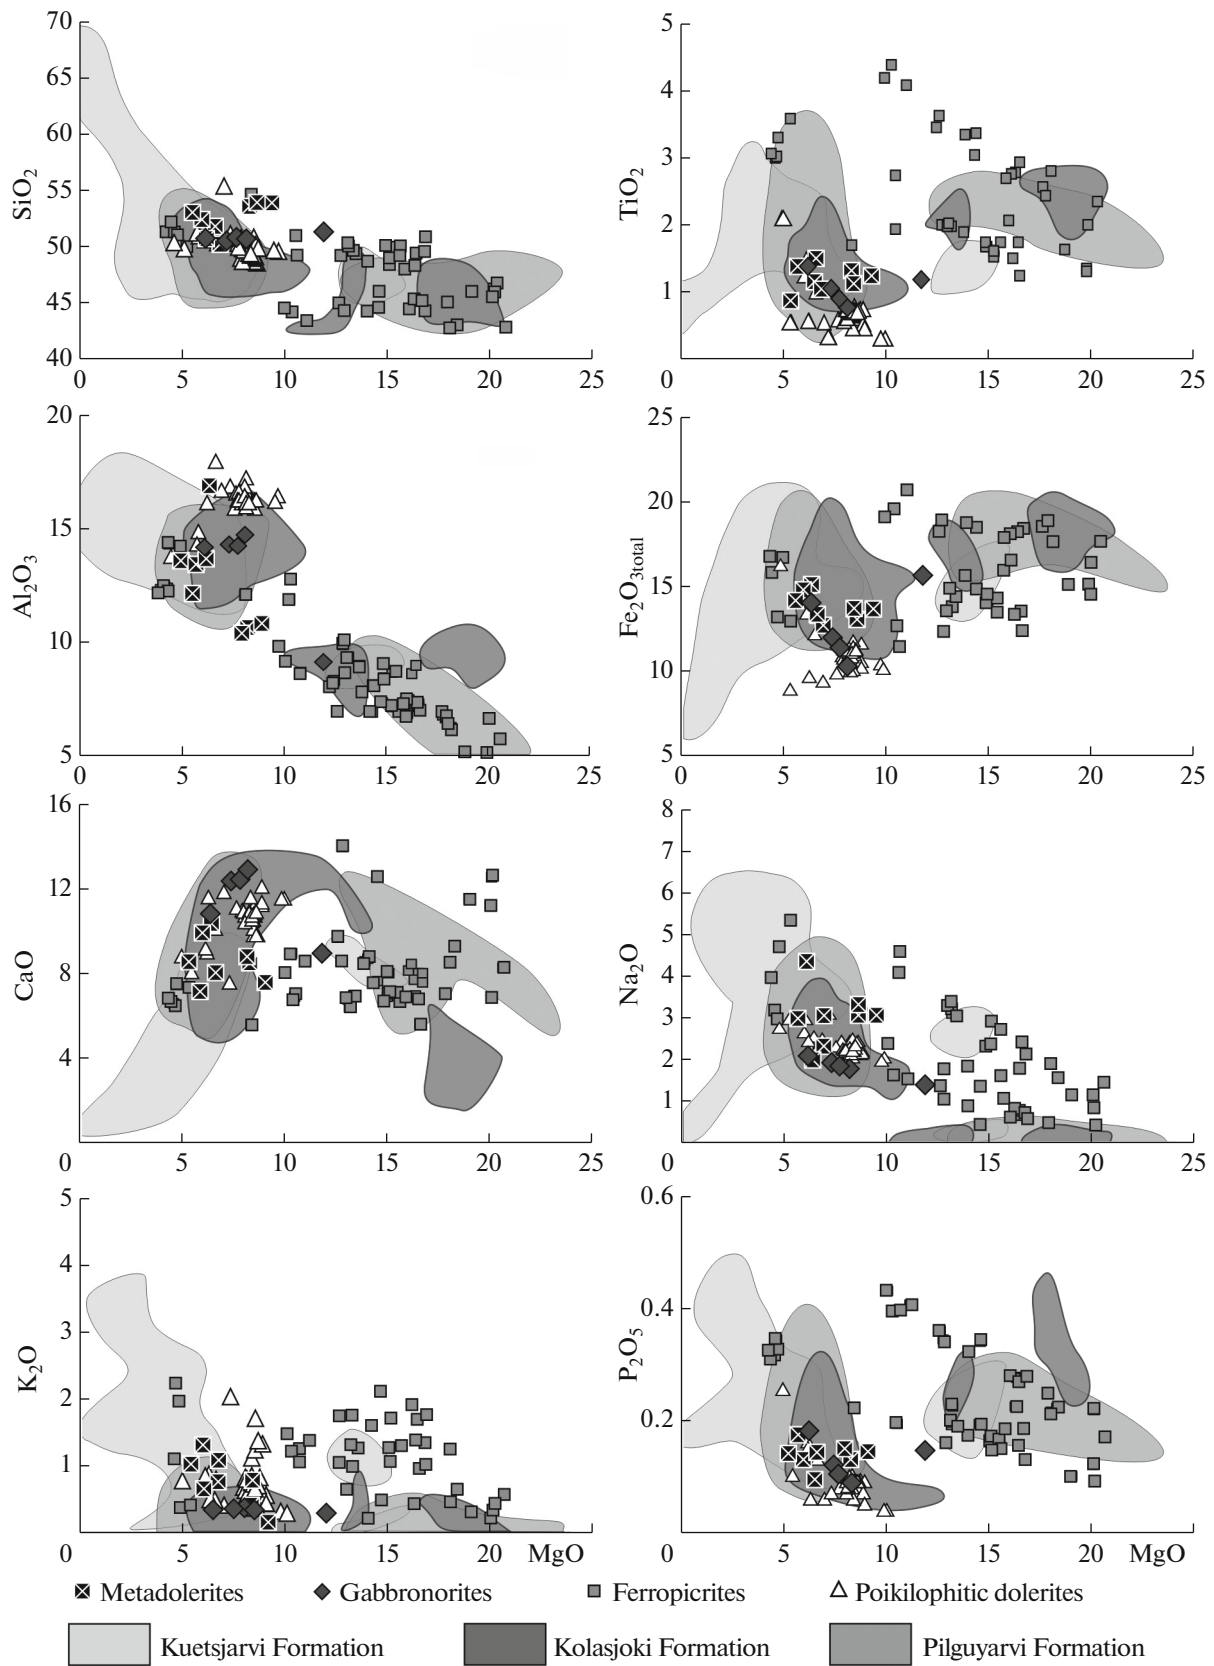 70
65
60
55
50
45
40
0 5 10 15 20 25
SiO2
5
4
3
2
1
0 5 10 15 20 25
TiO2
20
15
10
5
0 5 10 15 20 25
Al2O3
25
20
15
10
5
0 5 10 15 20 25
Fe2O3total
16
12
8
4
0 5 10 15 20 25
CaO
8
7
6
5
4
3
2
1
0 5 10 15 20 25
Na2O
5
4
3
2
1
0 5 10 15 20 MgO
K2O
0.6
0.4
0.2
0 5 10 15 20 MgO
P2O5
Metadolerites Gabbronorites Ferropicrites Poikilophitic dolerites
Kuetsjarvi Formation Kolasjoki Formation Pilguyarvi Formation